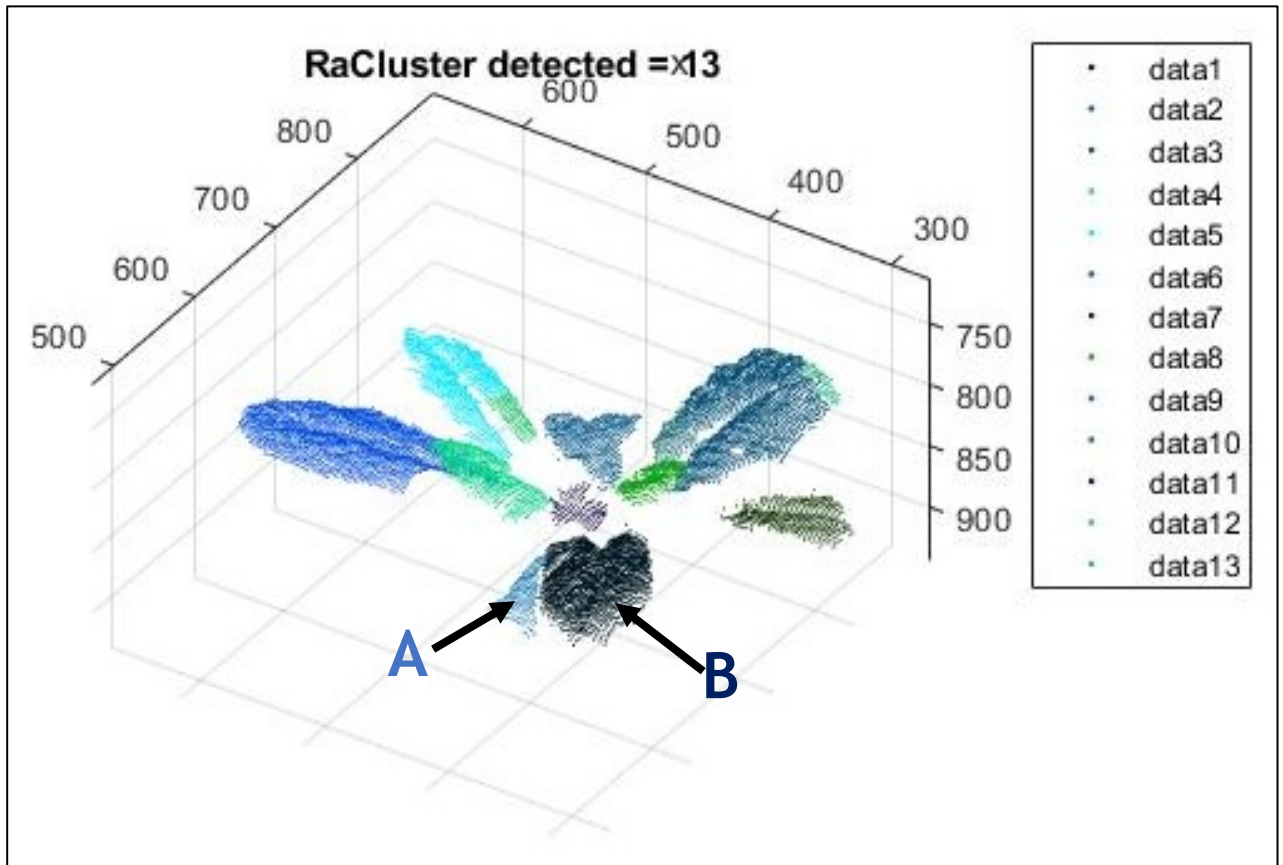 RaCluster detected =x13
600
500
400
300
800
700
600
500
750
800
850
900
data1
data2
data3
data4
data5
data6
data7
data8
data9
data10
data11
data12
data13
A
B